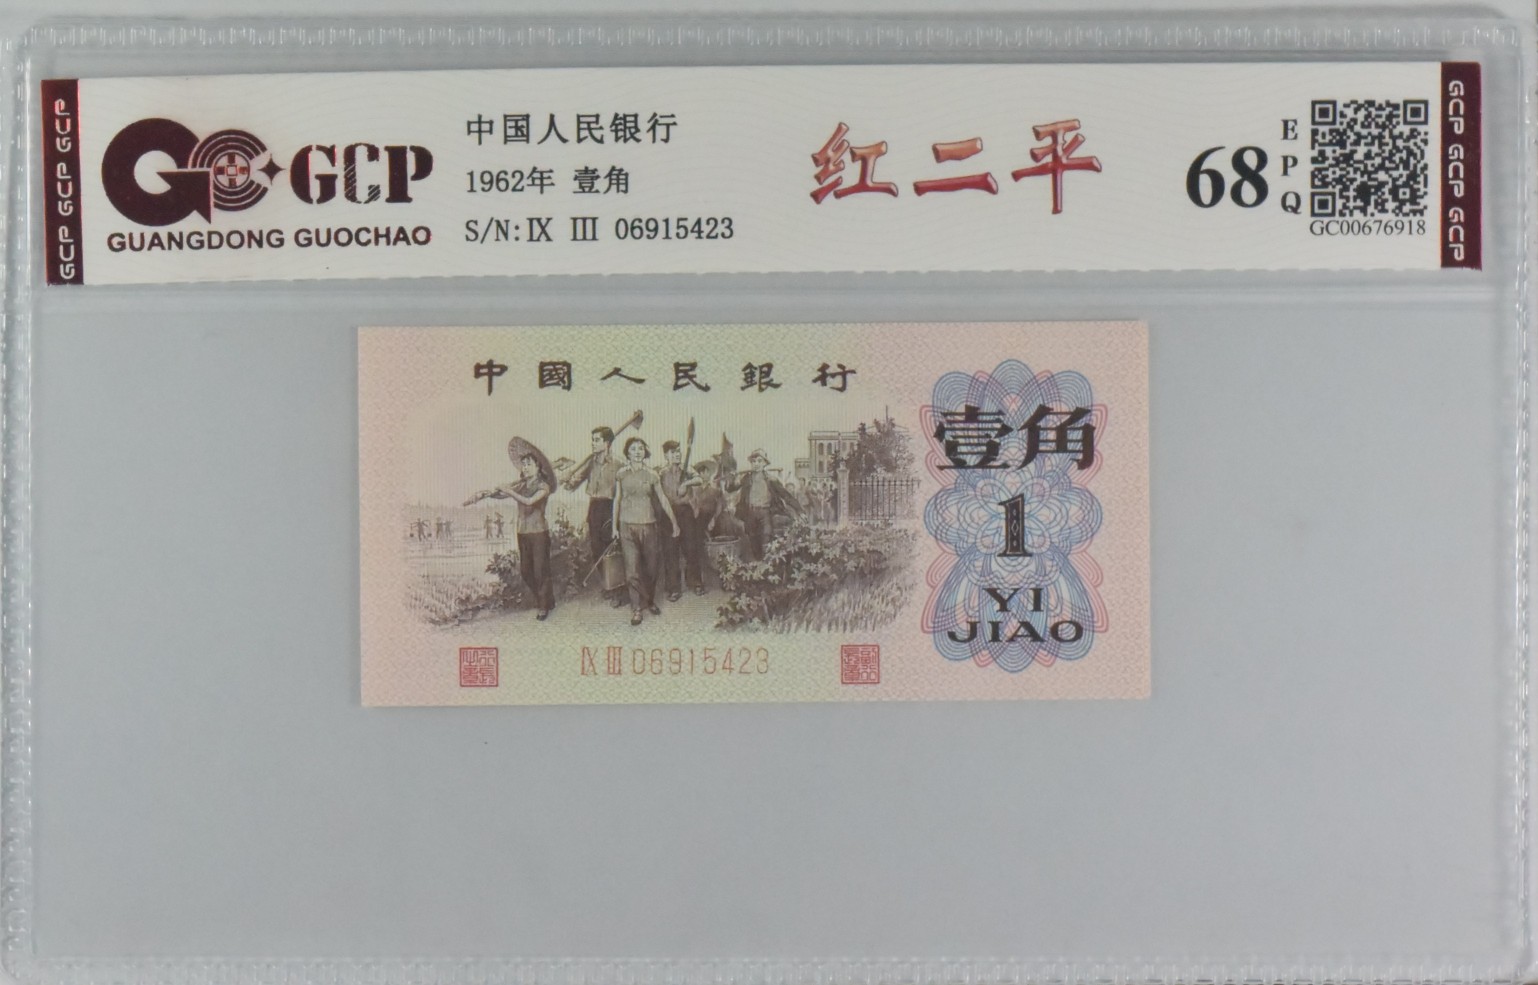 GCP GCP GCP
GCP
GUANGDONG GUOCHAO
中国人民银行
1962年 壹角
S/N: IX III 06915423
红二平
68
EPQ
GC00676918
GCP GCP GCP
中國人民銀行
壹角
1
YI
JIAO
IX III 06915423